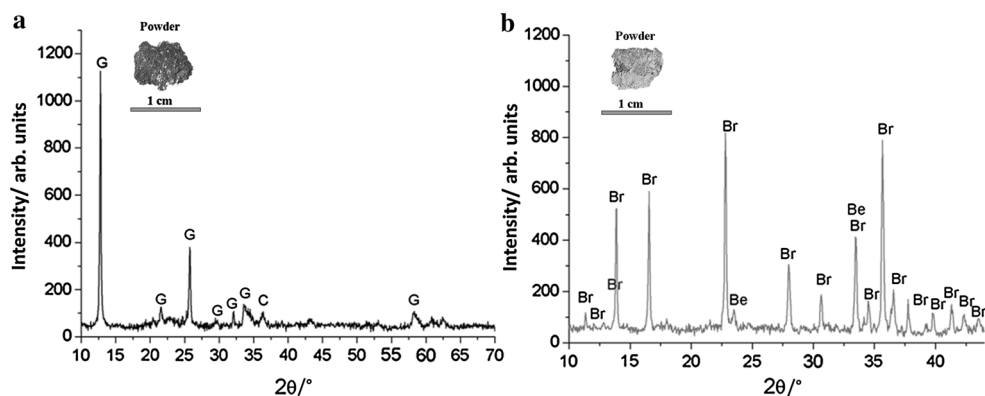 a
Powder
1 cm
Intensity/ arb. units
1200
1000
800
600
400
200
0
G
G
G
G
G
G
C
G
10 15 20 25 30 35 40 45 50 55 60 65 70
2θ/°
b
Powder
1 cm
Intensity/ arb. units
1200
1000
800
600
400
200
0
Br
Br
Br
Br
Br
Br
Be
Br
Br
Be
Br
Br
Br
Br
Br
Br
Br
Br
Br
10 15 20 25 30 35 40
2θ/°